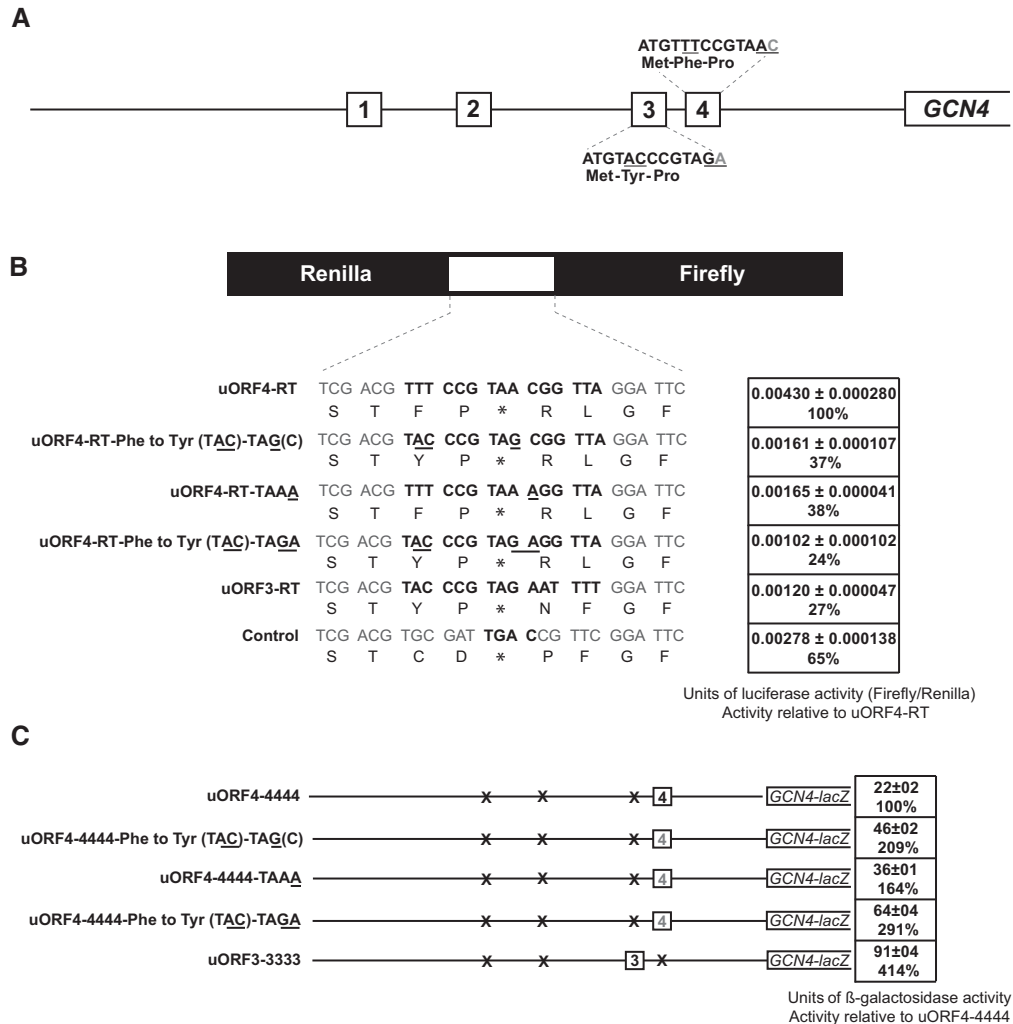 A
ATGTTTCCGTAAC
Met-Phe-Pro
1 2 3 4 GCN4
ATGTACCCGTAGA
Met-Tyr-Pro
B
Renilla Firefly
uORF4-RT TCG ACG TTT CCG TAA CGG TTA GGA TTC 0.00430 ± 0.000280
S T F P * R L G F 100%
uORF4-RT-Phe to Tyr (TAC)-TAG(C) TCG ACG TAC CCG TAG CGG TTA GGA TTC 0.00161 ± 0.000107
S T Y P * R L G F 37%
uORF4-RT-TAAA TCG ACG TTT CCG TAA AGG TTA GGA TTC 0.00165 ± 0.000041
S T F P * R L G F 38%
uORF4-RT-Phe to Tyr (TAC)-TAGA TCG ACG TAC CCG TAG AGG TTA GGA TTC 0.00102 ± 0.000102
S T Y P * R L G F 24%
uORF3-RT TCG ACG TAC CCG TAG AAT TTT GGA TTC 0.00120 ± 0.000047
S T Y P * N F G F 27%
Control TCG ACG TGC GAT TGA CCG TTC GGA TTC 0.00278 ± 0.000138
S T C D * P F G F 65%
Units of luciferase activity (Firefly/Renilla)
Activity relative to uORF4-RT
C
uORF4-4444 x x x 4 GCN4-lacZ 22±02
100%
uORF4-4444-Phe to Tyr (TAC)-TAG(C) x x x 4 GCN4-lacZ 46±02
209%
uORF4-4444-TAAA x x x 4 GCN4-lacZ 36±01
164%
uORF4-4444-Phe to Tyr (TAC)-TAGA x x x 4 GCN4-lacZ 64±04
291%
uORF3-3333 x x 3 x GCN4-lacZ 91±04
414%
Units of ß-galactosidase activity
Activity relative to uORF4-4444